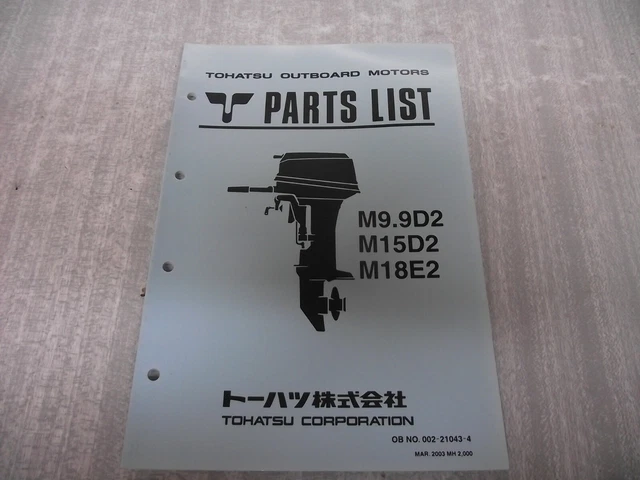 TOHATSU OUTBOARD MOTORS
PARTS LIST
M9.9D2
M15D2
M18E2
トーハツ株式会社
TOHATSU CORPORATION
OB NO. 002-21043-4
MAR. 2003 MH 2,000